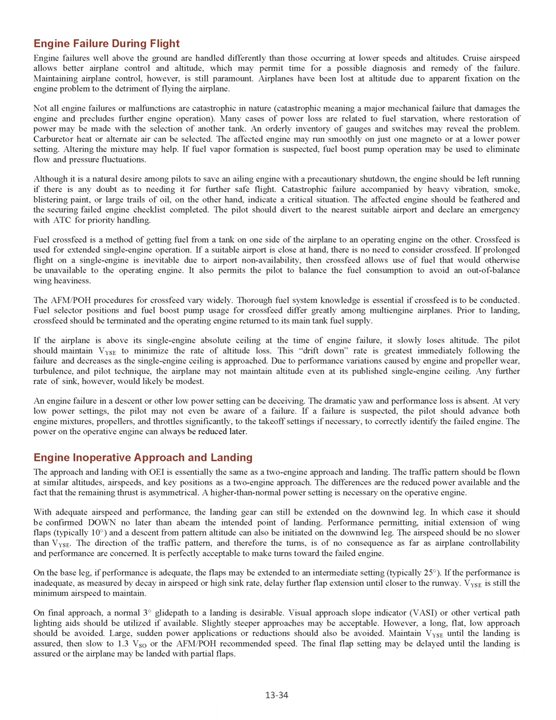 Engine Failure During Flight
Engine failures well above the ground are handled differently than those occurring at lower speeds and altitudes. Cruise airspeed
allows better airplane control and altitude, which may permit time for a possible diagnosis and remedy of the failure.
Maintaining airplane control, however, is still paramount. Airplanes have been lost at altitude due to apparent fixation on the
engine problem to the detriment of flying the airplane.
Not all engine failures or malfunctions are catastrophic in nature (catastrophic meaning a major mechanical failure that damages the
engine and precludes further engine operation). Many cases of power loss are related to fuel starvation, where restoration of
power may be made with the selection of another tank. An orderly inventory of gauges and switches may reveal the problem.
Carburetor heat or alternate air can be selected. The affected engine may run smoothly on just one magneto or at a lower power
setting. Altering the mixture may help. If fuel vapor formation is suspected, fuel boost pump operation may be used to eliminate
flow and pressure fluctuations.
Although it is a natural desire among pilots to save an ailing engine with a precautionary shutdown, the engine should be left running
if there is any doubt as to needing it for further safe flight. Catastrophic failure accompanied by heavy vibration, smoke,
blistering paint, or large trails of oil, on the other hand, indicate a critical situation. The affected engine should be feathered and
the securing failed engine checklist completed. The pilot should divert to the nearest suitable airport and declare an emergency
with ATC for priority handling.
Fuel crossfeed is a method of getting fuel from a tank on one side of the airplane to an operating engine on the other. Crossfeed is
used for extended single-engine operation. If a suitable airport is close at hand, there is no need to consider crossfeed. If prolonged
flight on a single-engine is inevitable due to airport non-availability, then crossfeed allows use of fuel that would otherwise
be unavailable to the operating engine. It also permits the pilot to balance the fuel consumption to avoid an out-of-balance
wing heaviness.
The AFM/POH procedures for crossfeed vary widely. Thorough fuel system knowledge is essential if crossfeed is to be conducted.
Fuel selector positions and fuel boost pump usage for crossfeed differ greatly among multiengine airplanes. Prior to landing,
crossfeed should be terminated and the operating engine returned to its main tank fuel supply.
If the airplane is above its single-engine absolute ceiling at the time of engine failure, it slowly loses altitude. The pilot
should maintain VYSE to minimize the rate of altitude loss. This “drift down” rate is greatest immediately following the
failure and decreases as the single-engine ceiling is approached. Due to performance variations caused by engine and propeller wear,
turbulence, and pilot technique, the airplane may not maintain altitude even at its published single-engine ceiling. Any further
rate of sink, however, would likely be modest.
An engine failure in a descent or other low power setting can be deceiving. The dramatic yaw and performance loss is absent. At very
low power settings, the pilot may not even be aware of a failure. If a failure is suspected, the pilot should advance both
engine mixtures, propellers, and throttles significantly, to the takeoff settings if necessary, to correctly identify the failed engine. The
power on the operative engine can always be reduced later.
Engine Inoperative Approach and Landing
The approach and landing with OEI is essentially the same as a two-engine approach and landing. The traffic pattern should be flown
at similar altitudes, airspeeds, and key positions as a two-engine approach. The differences are the reduced power available and the
fact that the remaining thrust is asymmetrical. A higher-than-normal power setting is necessary on the operative engine.
With adequate airspeed and performance, the landing gear can still be extended on the downwind leg. In which case it should
be confirmed DOWN no later than abeam the intended point of landing. Performance permitting, initial extension of wing
flaps (typically 10°) and a descent from pattern altitude can also be initiated on the downwind leg. The airspeed should be no slower
than VYSE. The direction of the traffic pattern, and therefore the turns, is of no consequence as far as airplane controllability
and performance are concerned. It is perfectly acceptable to make turns toward the failed engine.
On the base leg, if performance is adequate, the flaps may be extended to an intermediate setting (typically 25°). If the performance is
inadequate, as measured by decay in airspeed or high sink rate, delay further flap extension until closer to the runway. VYSE is still the
minimum airspeed to maintain.
On final approach, a normal 3° glidepath to a landing is desirable. Visual approach slope indicator (VASI) or other vertical path
lighting aids should be utilized if available. Slightly steeper approaches may be acceptable. However, a long, flat, low approach
should be avoided. Large, sudden power applications or reductions should also be avoided. Maintain VYSE until the landing is
assured, then slow to 1.3 VSO or the AFM/POH recommended speed. The final flap setting may be delayed until the landing is
assured or the airplane may be landed with partial flaps.
13-34